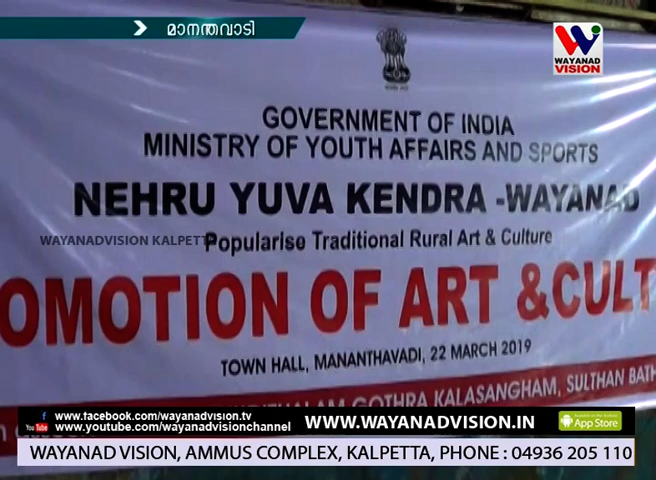 മാനന്തവാടി
WAYANAD
VISION
GOVERNMENT OF INDIA
MINISTRY OF YOUTH AFFAIRS AND SPORTS
NEHRU YUVA KENDRA -WAYANAD
WAYANADVISION KALPETTA
Popularise Traditional Rural Art & Culture
OMOTION OF ART & CULT
TOWN HALL, MANANTHAVADI, 22 MARCH 2019
GOTHRA KALASANGHAM, SULTHAN BATH
www.facebook.com/wayanadvision.tv
You Tube www.youtube.com/wayanadvisionchannel
WWW.WAYANADVISION.IN
App Store
WAYANAD VISION, AMMUS COMPLEX, KALPETTA, PHONE : 04936 205 110